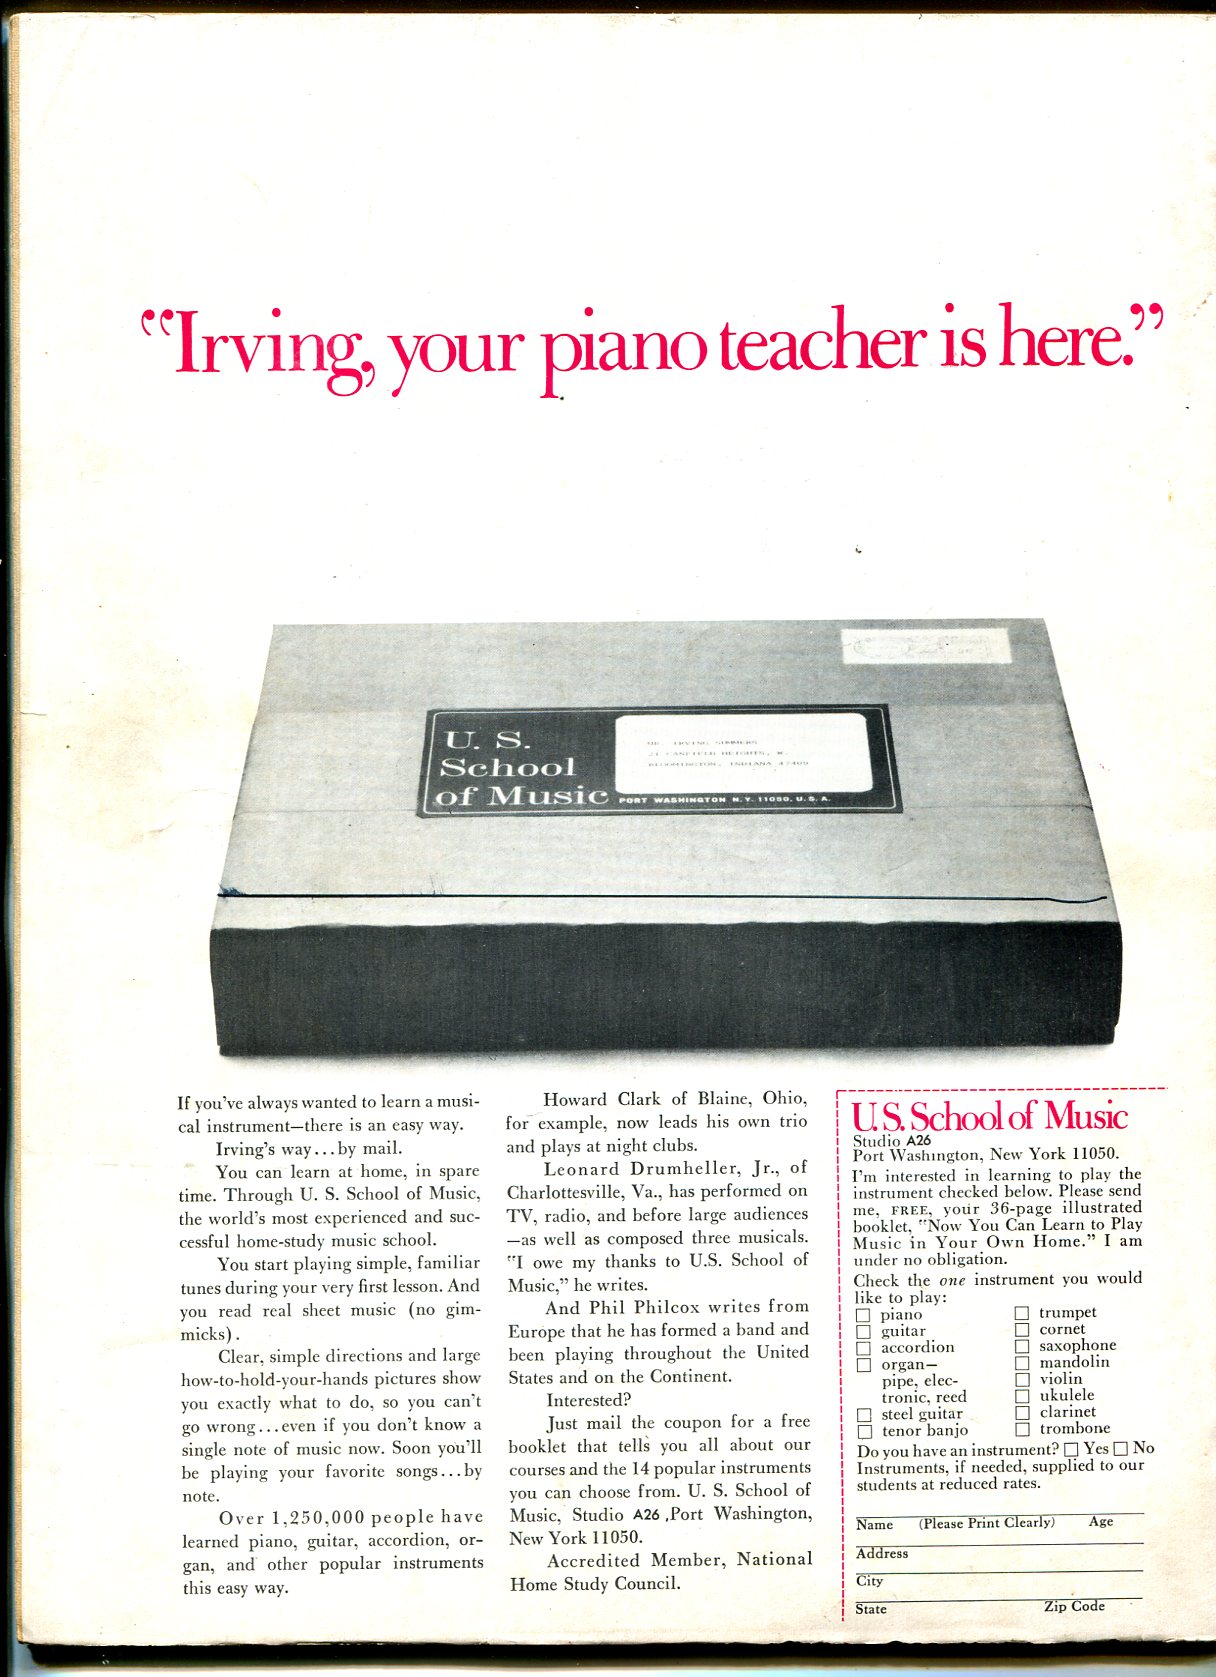 “Irving, your piano teacher is here.”
U. S.
School
of Music
MR. IRVING SUMMERS
21 CANFIELD HEIGHTS, W.
BLOOMINGTON, INDIANA 47409
PORT WASHINGTON N.Y. 11050. U. S. A.
If you've always wanted to learn a musi-
cal instrument—there is an easy way.
Irving's way...by mail.
You can learn at home, in spare
time. Through U. S. School of Music,
the world's most experienced and suc-
cessful home-study music school.
You start playing simple, familiar
tunes during your very first lesson. And
you read real sheet music (no gim-
micks).
Clear, simple directions and large
how-to-hold-your-hands pictures show
you exactly what to do, so you can't
go wrong...even if you don't know a
single note of music now. Soon you'll
be playing your favorite songs...by
note.
Over 1,250,000 people have
learned piano, guitar, accordion, or-
gan, and other popular instruments
this easy way.
Howard Clark of Blaine, Ohio,
for example, now leads his own trio
and plays at night clubs.
Leonard Drumheller, Jr., of
Charlottesville, Va., has performed on
TV, radio, and before large audiences
—as well as composed three musicals.
“I owe my thanks to U.S. School of
Music,” he writes.
And Phil Philcox writes from
Europe that he has formed a band and
been playing throughout the United
States and on the Continent.
Interested?
Just mail the coupon for a free
booklet that tells you all about our
courses and the 14 popular instruments
you can choose from. U. S. School of
Music, Studio A26 ,Port Washington,
New York 11050.
Accredited Member, National
Home Study Council.
U.S. School of Music
Studio A26
Port Washington, New York 11050.
I'm interested in learning to play the
instrument checked below. Please send
me, FREE, your 36-page illustrated
booklet, “Now You Can Learn to Play
Music in Your Own Home.” I am
under no obligation.
Check the one instrument you would
like to play:
piano
guitar
accordion
organ—
pipe, elec-
tronic, reed
steel guitar
tenor banjo
trumpet
cornet
saxophone
mandolin
violin
ukulele
clarinet
trombone
Do you have an instrument? Yes No
Instruments, if needed, supplied to our
students at reduced rates.
Name (Please Print Clearly) Age
Address
City
State Zip Code